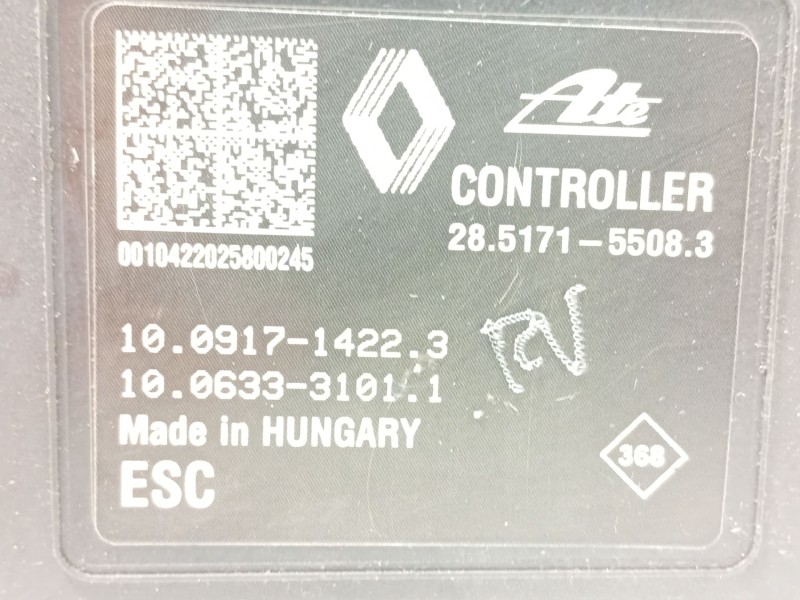 Ate
CONTROLLER
28.5171-5508.3
0010422025800245
10.0917-1422.3
10.0633-3101.1
Made in HUNGARY
ESC
368